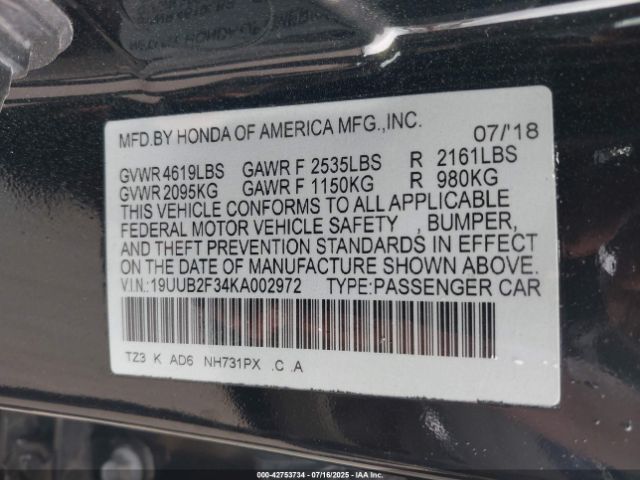 MFD.BY HONDA OF AMERICA MFG.,INC. 07/'18
GVWR 4619LBS GAWR F 2535LBS R 2161LBS
GVWR 2095KG GAWR F 1150KG R 980KG
THIS VEHICLE CONFORMS TO ALL APPLICABLE
FEDERAL MOTOR VEHICLE SAFETY , BUMPER,
AND THEFT PREVENTION STANDARDS IN EFFECT
ON THE DATE OF MANUFACTURE SHOWN ABOVE.
VIN.:19UUB2F34KA002972 TYPE:PASSENGER CAR
TZ3 K AD6 NH731PX .C .A
000-42753734 | 07/16/2025 | IAA Inc.